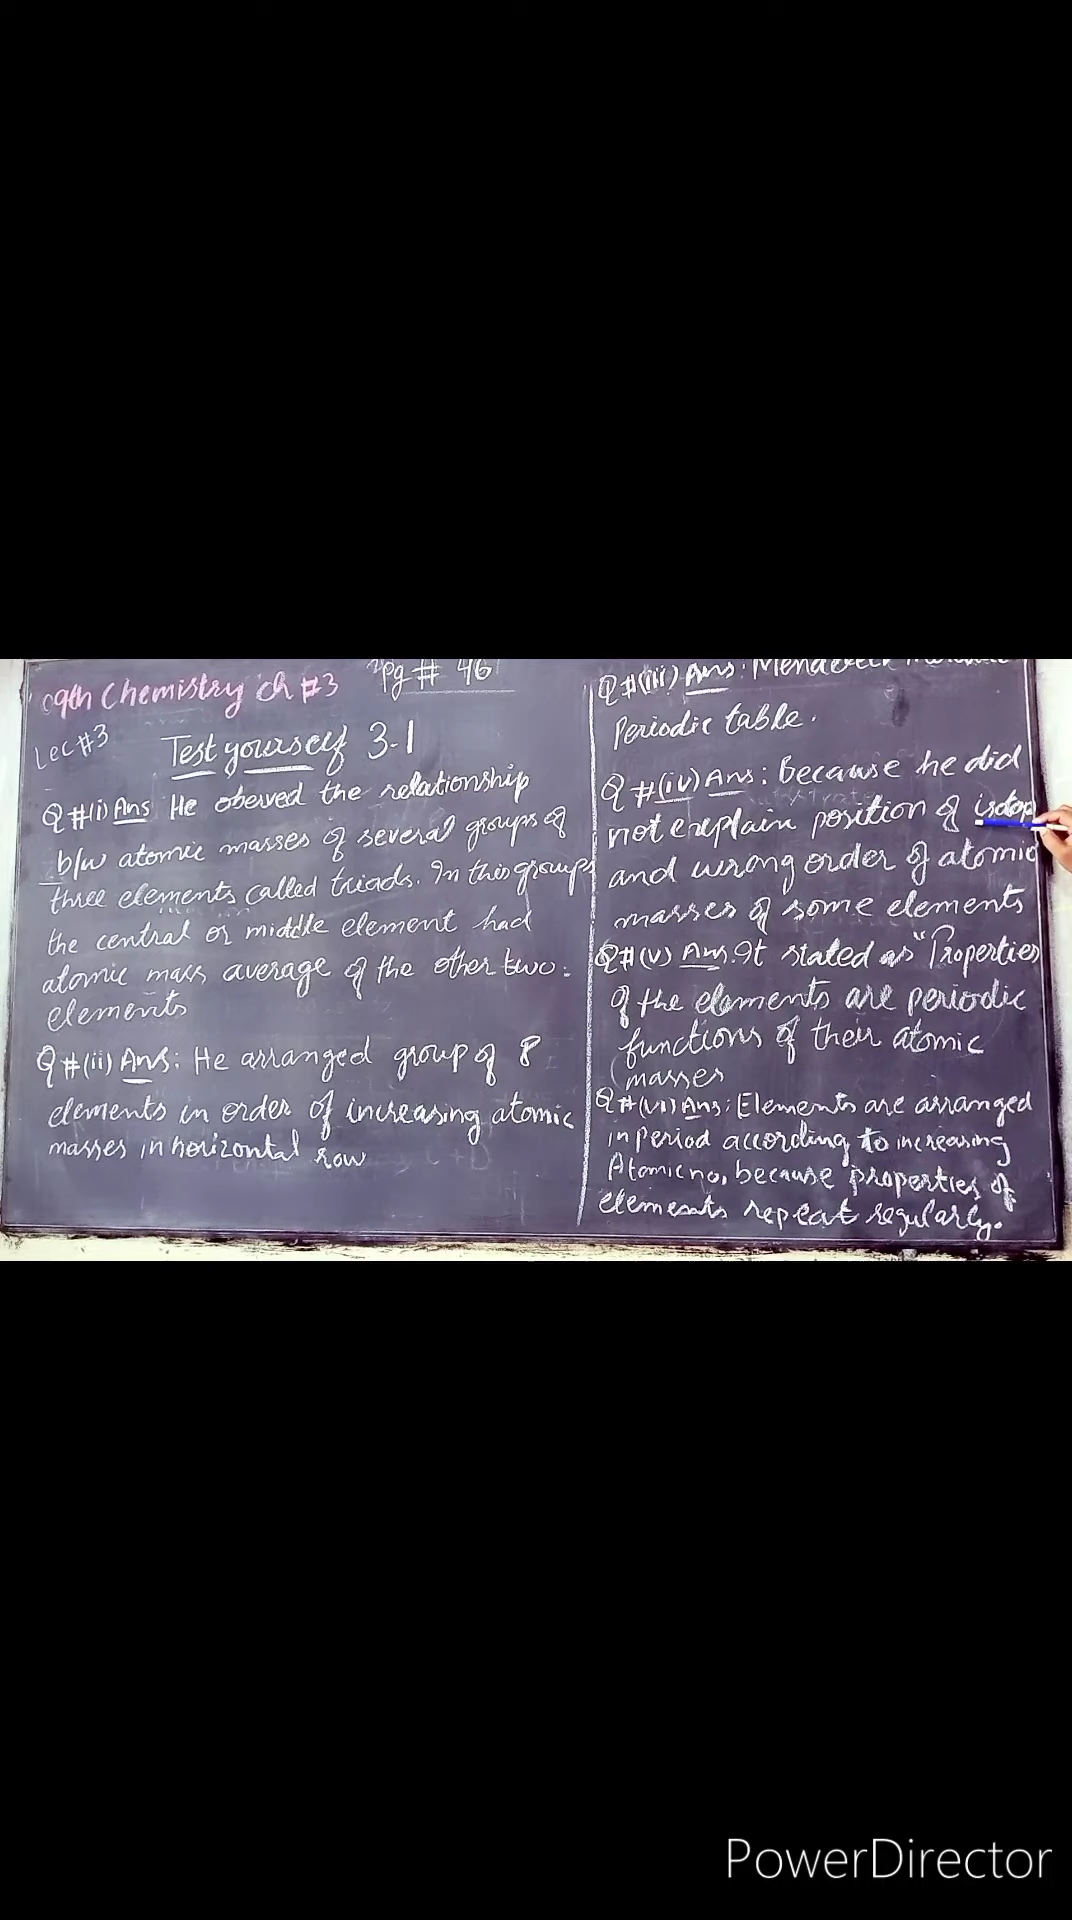 09th Chemistry Ch #3
Pg # 46
Lec #3
Test yourself 3.1
Q#(i) Ans He oberved the relationship
b/w atomic masses of several groups of
three elements called triads. In this groups
the central or middle element had
atomic mass average of the other two.
elements
Q#(ii) Ans: He arranged group of 8
elements in order of increasing atomic
masses in horizontal row
Q#(iii) Ans:
Periodic table.
Q#(iv) Ans: Because he did
not explain position of
and wrong order of atomic
masses of some elements
Q#(v) Ans. It stated as "Properties
of the elements are periodic
functions of their atomic
masses
Q#(vi) Ans: Elements are arranged
in period according to increasing
Atomic no, because properties of
elements repeat regularly.
PowerDirector